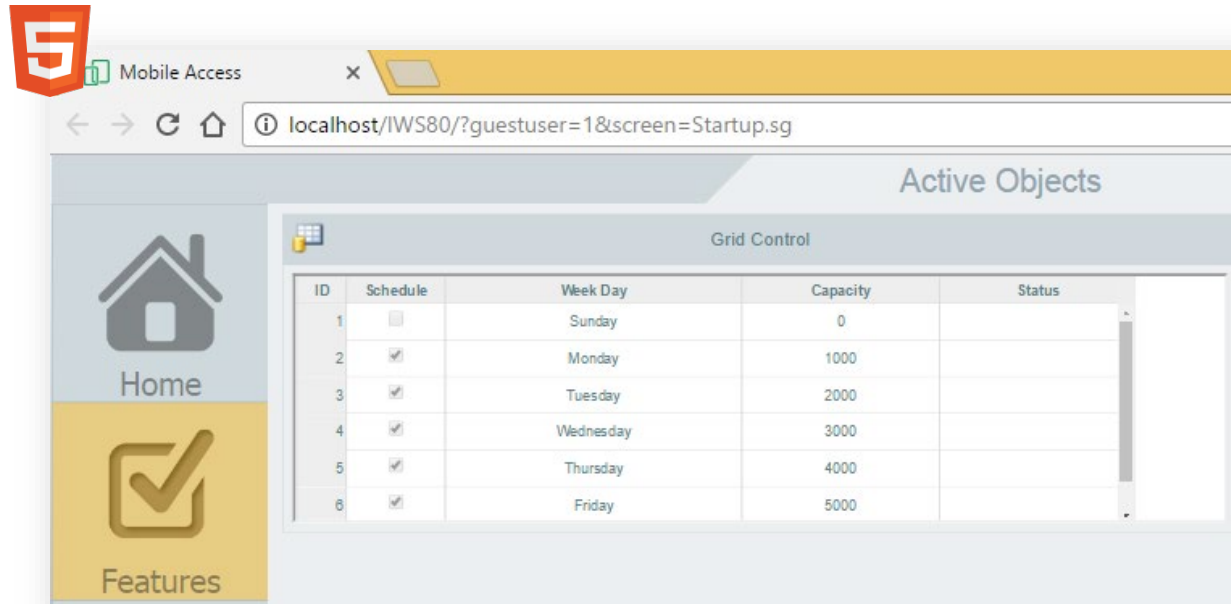 5
Mobile Access
localhost/IWS80/?guestuser=1&screen=Startup.sg
Active Objects
Grid Control
ID Schedule Week Day Capacity Status
1 Sunday 0
2 Monday 1000
3 Tuesday 2000
4 Wednesday 3000
5 Thursday 4000
6 Friday 5000
Home
Features